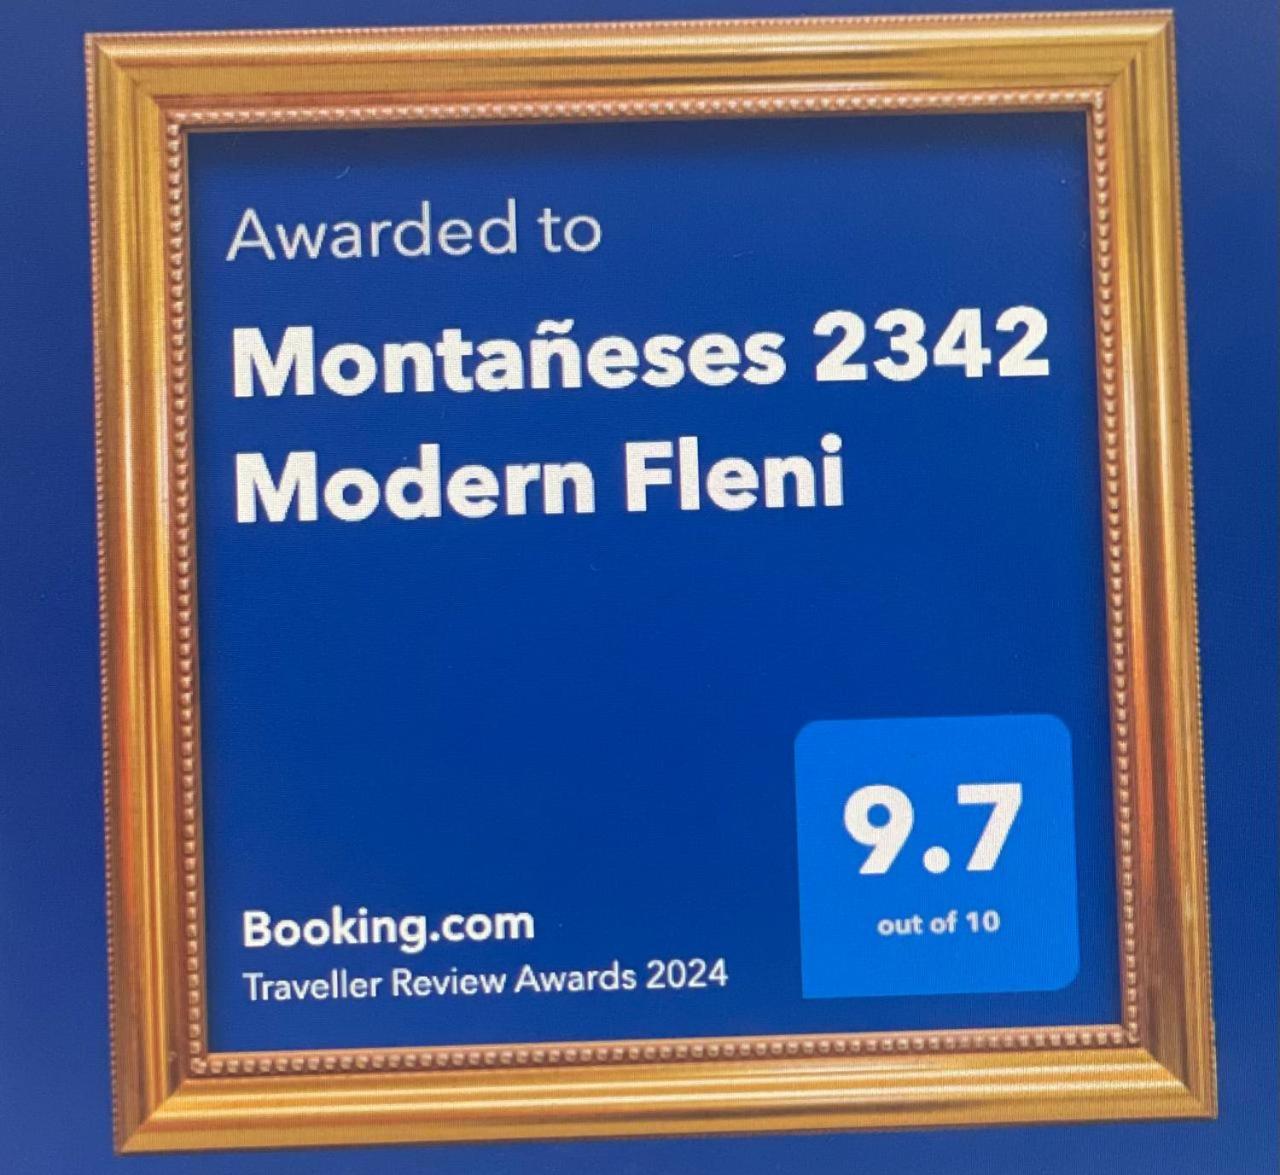 Awarded to
Montañeses 2342
Modern Fleni
9.7
out of 10
Booking.com
Traveller Review Awards 2024